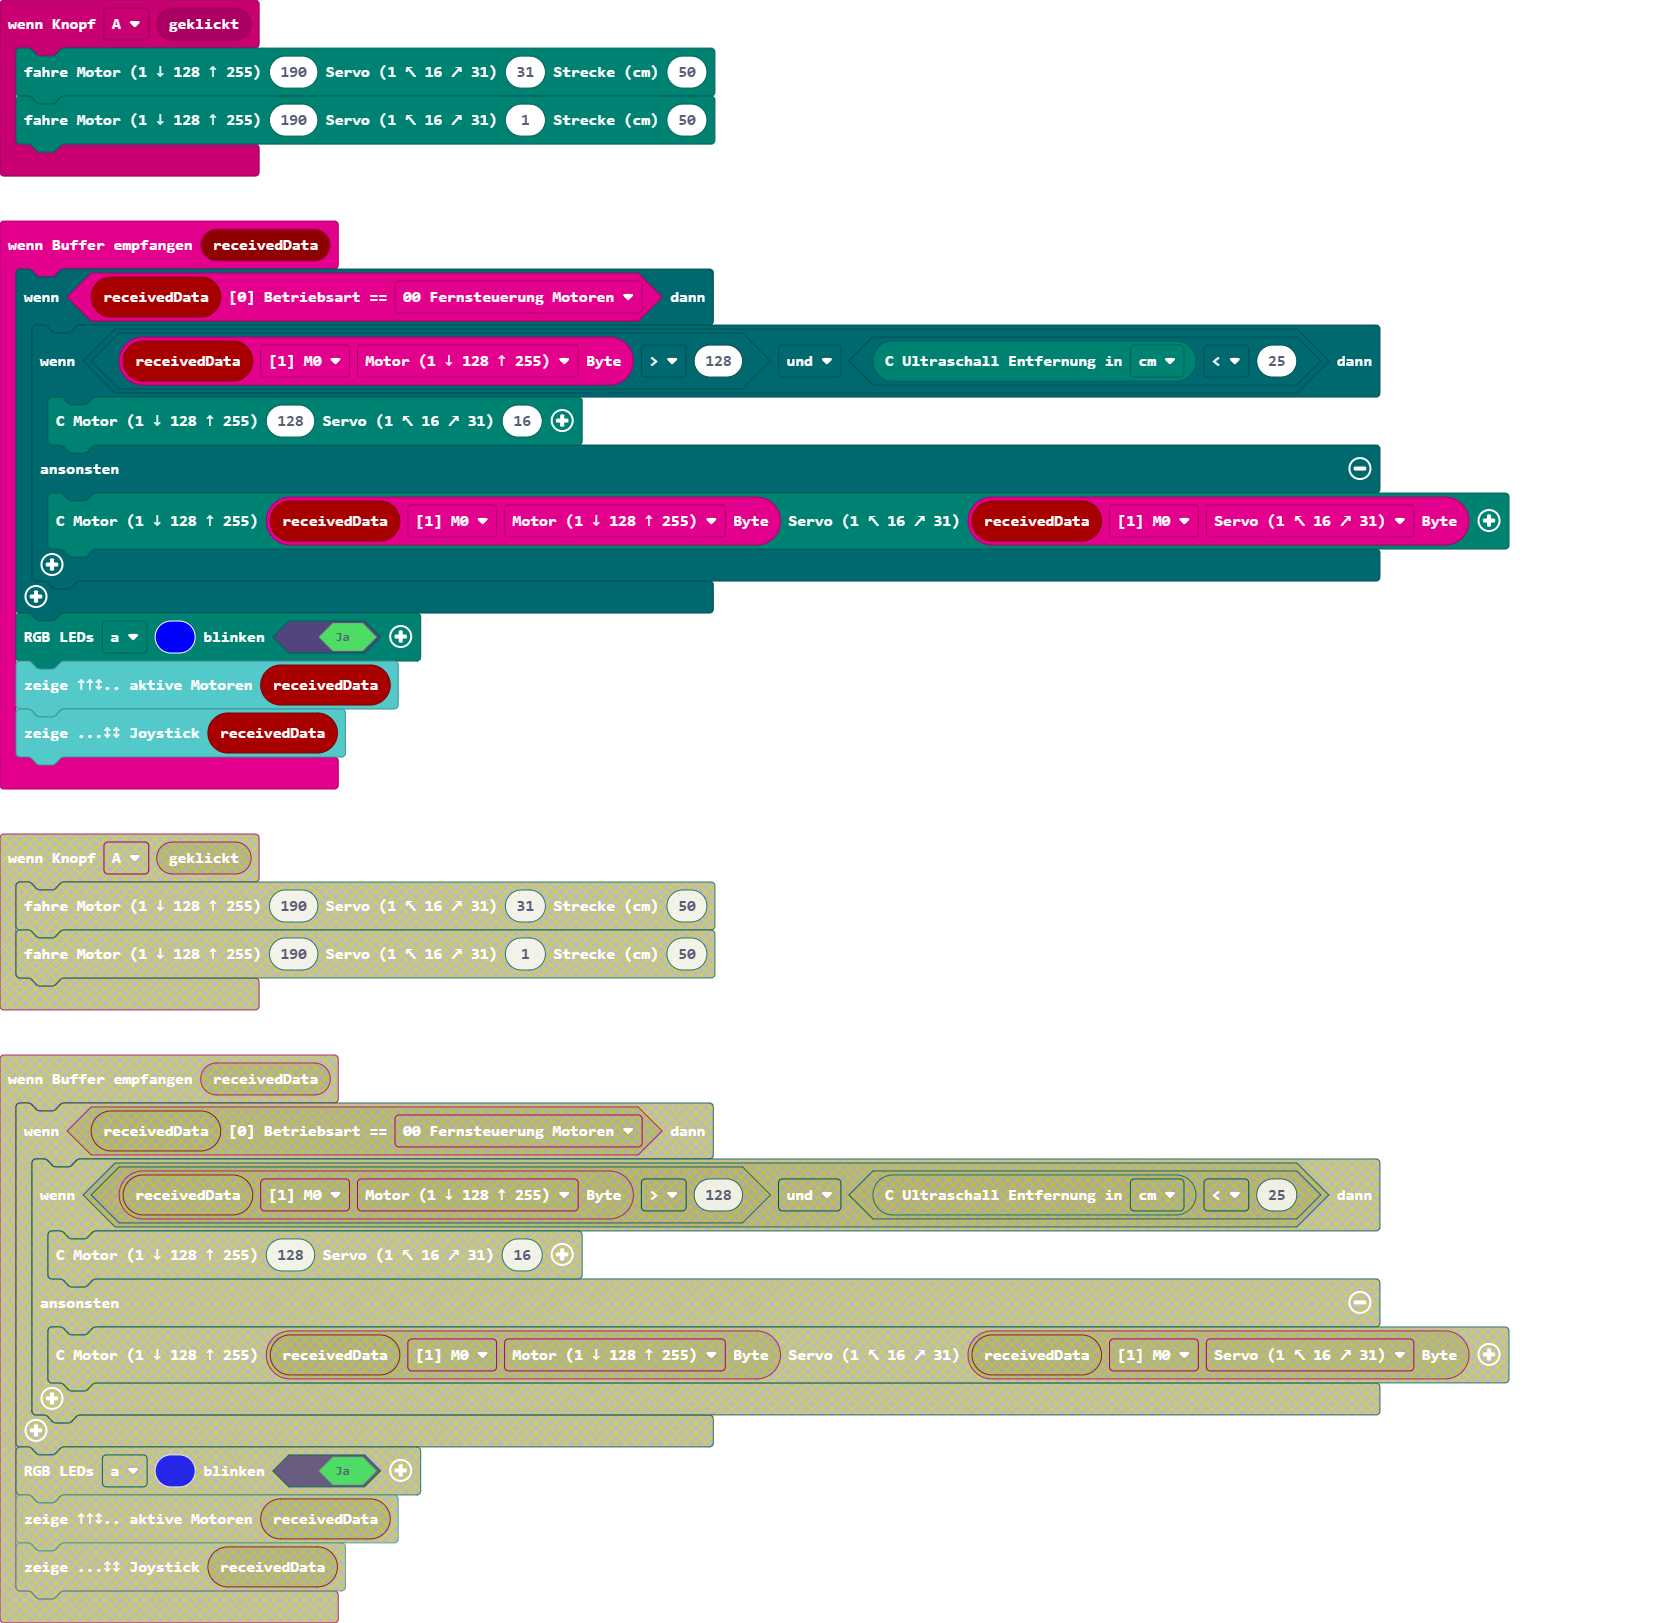 wenn Knopf A geklickt
fahre Motor (1 ↓ 128 ↑ 255) 190 Servo (1 ↖ 16 ↗ 31) 31 Strecke (cm) 50
fahre Motor (1 ↓ 128 ↑ 255) 190 Servo (1 ↖ 16 ↗ 31) 1 Strecke (cm) 50
wenn Buffer empfangen receivedData
wenn receivedData [0] Betriebsart == 00 Fernsteuerung Motoren dann
wenn receivedData [1] M0 Motor (1 ↓ 128 ↑ 255) Byte > 128 und C Ultraschall Entfernung in cm < 25 dann
C Motor (1 ↓ 128 ↑ 255) 128 Servo (1 ↖ 16 ↗ 31) 16
ansonsten
C Motor (1 ↓ 128 ↑ 255) receivedData [1] M0 Motor (1 ↓ 128 ↑ 255) Byte Servo (1 ↖ 16 ↗ 31) receivedData [1] M0 Servo (1 ↖ 16 ↗ 31) Byte
RGB LEDs a blinken Ja
zeige ↑↑↕.. aktive Motoren receivedData
zeige ...↕↕ Joystick receivedData
wenn Knopf A geklickt
fahre Motor (1 ↓ 128 ↑ 255) 190 Servo (1 ↖ 16 ↗ 31) 31 Strecke (cm) 50
fahre Motor (1 ↓ 128 ↑ 255) 190 Servo (1 ↖ 16 ↗ 31) 1 Strecke (cm) 50
wenn Buffer empfangen receivedData
wenn receivedData [0] Betriebsart == 00 Fernsteuerung Motoren dann
wenn receivedData [1] M0 Motor (1 ↓ 128 ↑ 255) Byte > 128 und C Ultraschall Entfernung in cm < 25 dann
C Motor (1 ↓ 128 ↑ 255) 128 Servo (1 ↖ 16 ↗ 31) 16
ansonsten
C Motor (1 ↓ 128 ↑ 255) receivedData [1] M0 Motor (1 ↓ 128 ↑ 255) Byte Servo (1 ↖ 16 ↗ 31) receivedData [1] M0 Servo (1 ↖ 16 ↗ 31) Byte
RGB LEDs a blinken Ja
zeige ↑↑↕.. aktive Motoren receivedData
zeige ...↕↕ Joystick receivedData